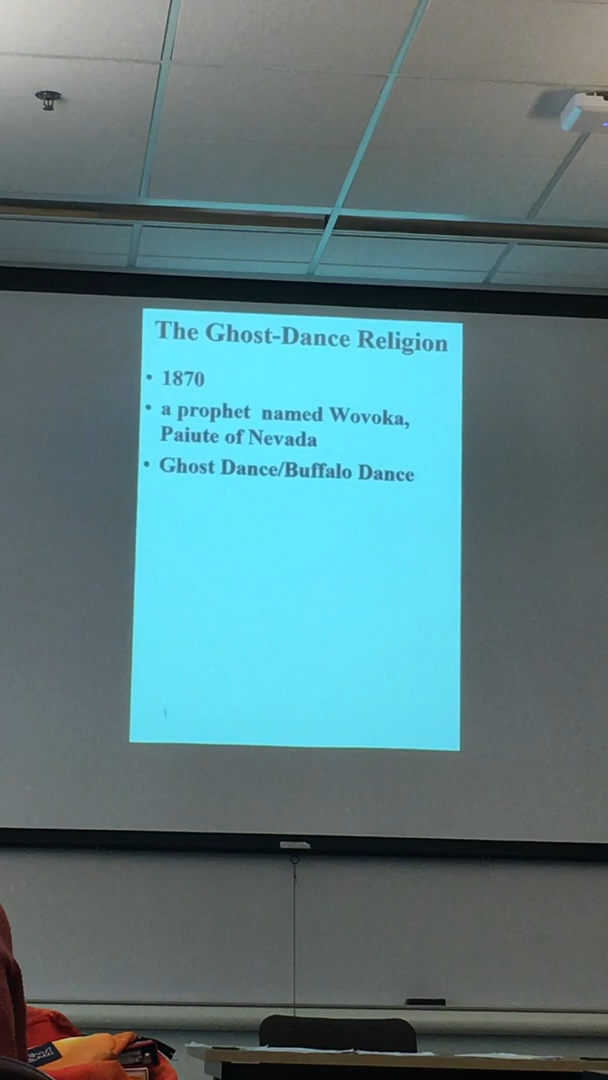 The Ghost-Dance Religion
• 1870
• a prophet named Wovoka,
Paiute of Nevada
• Ghost Dance/Buffalo Dance